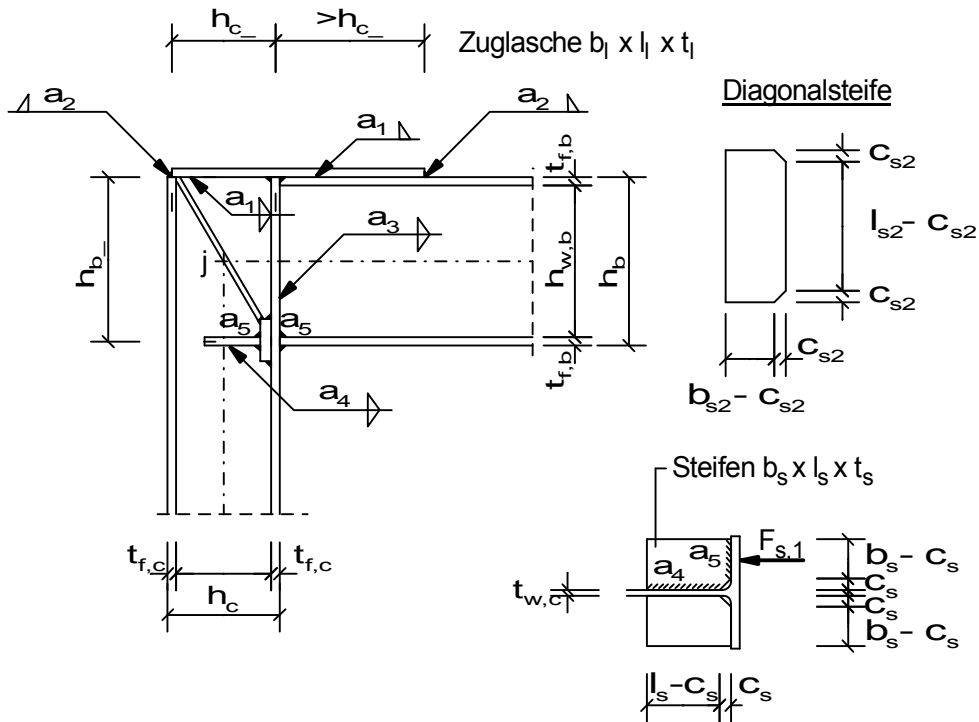 h_c_
>h_c_
Zuglasche b_l x l_l x t_l
Diagonalsteife
a_2
a_1
a_2
t_f,b
c_s2
a_1
a_3
h_b_
j
h_w,b
h_b
l_s2 - c_s2
a_5
a_5
c_s2
t_f,b
c_s2
a_4
b_s2 - c_s2
Steifen b_s x l_s x t_s
t_f,c
t_f,c
h_c
t_w,c
a_4
a_5
F_s,1
b_s - c_s
c_s
c_s
b_s - c_s
l_s - c_s
c_s